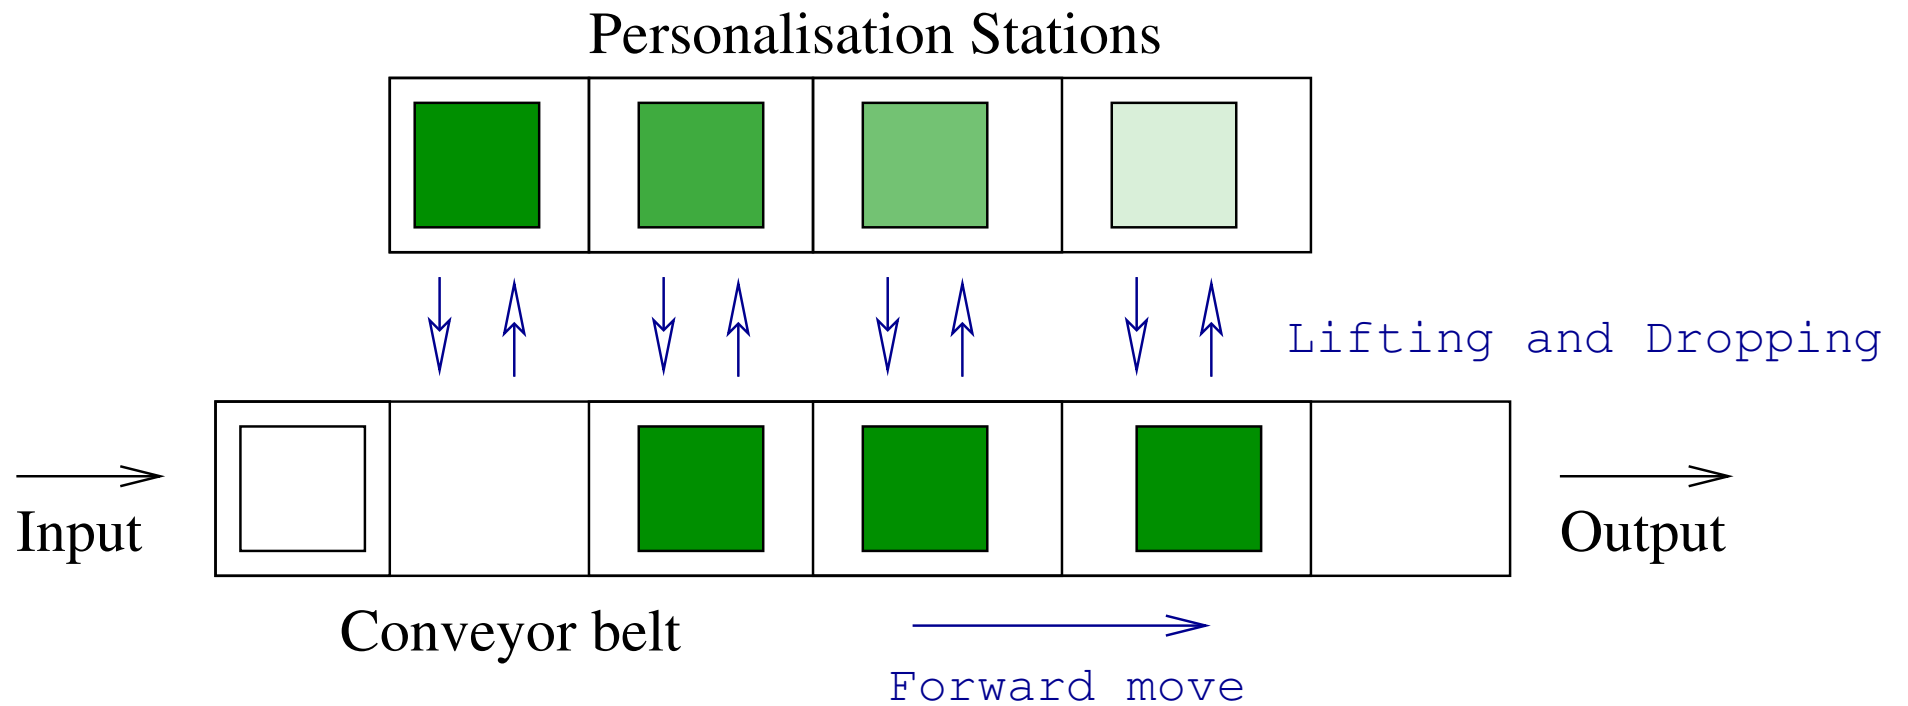 Personalisation Stations
Lifting and Dropping
Input
Output
Conveyor belt
Forward move